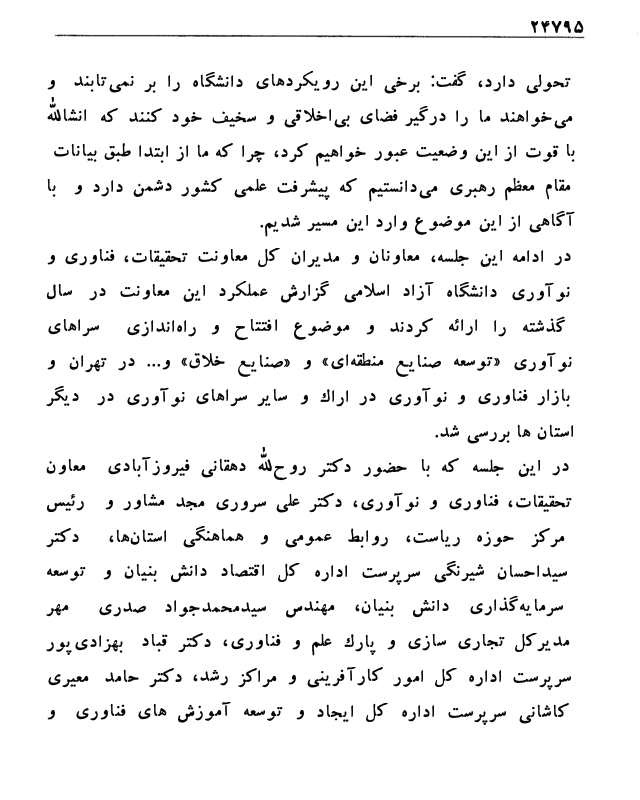 ۲۴۷۹۵
تحولی دارد، گفت: برخی این رویکردهای دانشگاه را بر نمی‌تابند و
می‌خواهند ما را درگیر فضای بی‌اخلاقی و سخیف خود کنند که انشالله
با قوت از این وضعیت عبور خواهیم کرد، چرا که ما از ابتدا طبق بیانات
مقام معظم رهبری می‌دانستیم که پیشرفت علمی کشور دشمن دارد و با
آگاهی از این موضوع وارد این مسیر شدیم.
در ادامه این جلسه، معاونان و مدیران کل معاونت تحقیقات، فناوری و
نوآوری دانشگاه آزاد اسلامی گزارش عملکرد این معاونت در سال
گذشته را ارائه کردند و موضوع افتتاح و راه‌اندازی سراهای
نوآوری «توسعه صنایع منطقه‌ای» و «صنایع خلاق» و... در تهران و
بازار فناوری و نوآوری در اراك و سایر سراهای نوآوری در دیگر
استان ها بررسی شد.
در این جلسه که با حضور دکتر روح‌الله دهقانی فیروزآبادی معاون
تحقیقات، فناوری و نوآوری، دکتر علی سروری مجد مشاور و رئیس
مرکز حوزه ریاست، روابط عمومی و هماهنگی استان‌ها، دکتر
سیداحسان شیرنگی سرپرست اداره کل اقتصاد دانش بنیان و توسعه
سرمایه‌گذاری دانش بنیان، مهندس سیدمحمدجواد صدری مهر
مدیرکل تجاری سازی و پارك علم و فناوری، دکتر قباد بهزادی‌پور
سرپرست اداره کل امور کارآفرینی و مراکز رشد، دکتر حامد معیری
کاشانی سرپرست اداره کل ایجاد و توسعه آموزش های فناوری و